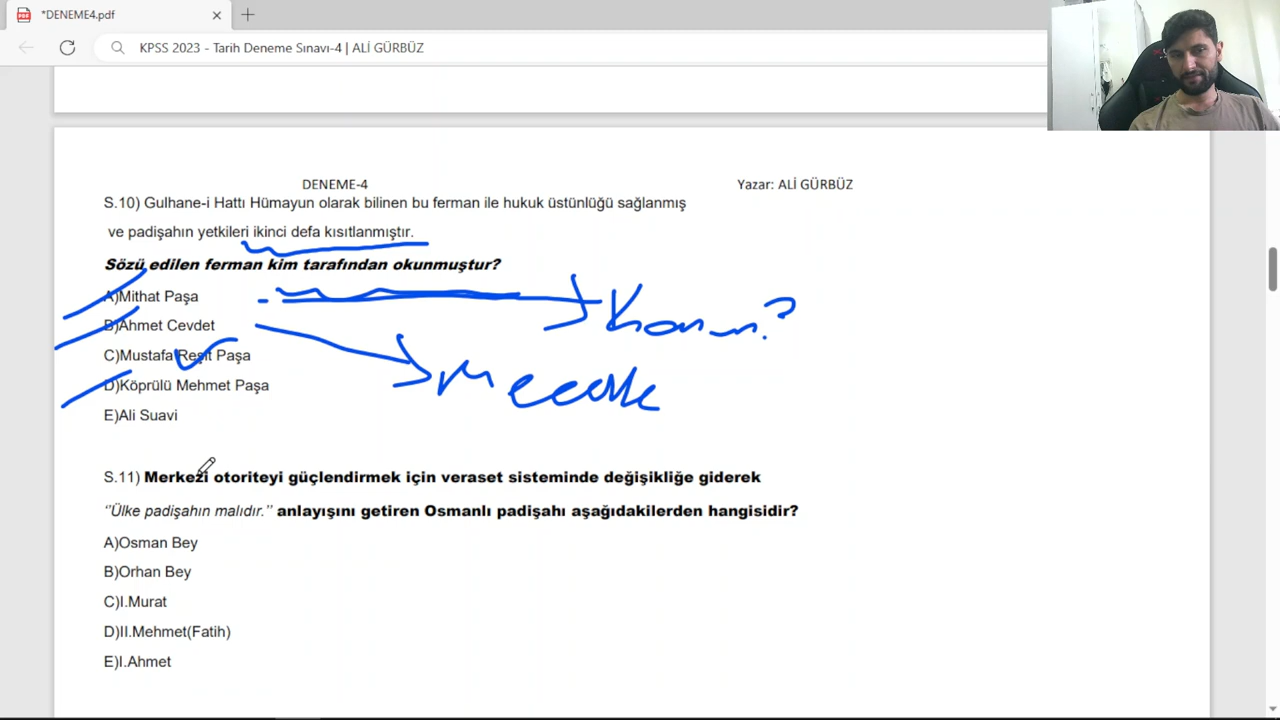 *DENEME4.pdf
KPSS 2023 - Tarih Deneme Sınavı-4 | ALİ GÜRBÜZ
DENEME-4 Yazar: ALİ GÜRBÜZ
S.10) Gulhane-i Hattı Hümayun olarak bilinen bu ferman ile hukuk üstünlüğü sağlanmış
ve padişahın yetkileri ikinci defa kısıtlanmıştır.
Sözü edilen ferman kim tarafından okunmuştur?
A)Mithat Paşa
B)Ahmet Cevdet
C)Mustafa Reşit Paşa
D)Köprülü Mehmet Paşa
E)Ali Suavi
S.11) Merkezi otoriteyi güçlendirmek için veraset sisteminde değişikliğe giderek
‘’Ülke padişahın malıdır.’’ anlayışını getiren Osmanlı padişahı aşağıdakilerden hangisidir?
A)Osman Bey
B)Orhan Bey
C)I.Murat
D)II.Mehmet(Fatih)
E)I.Ahmet